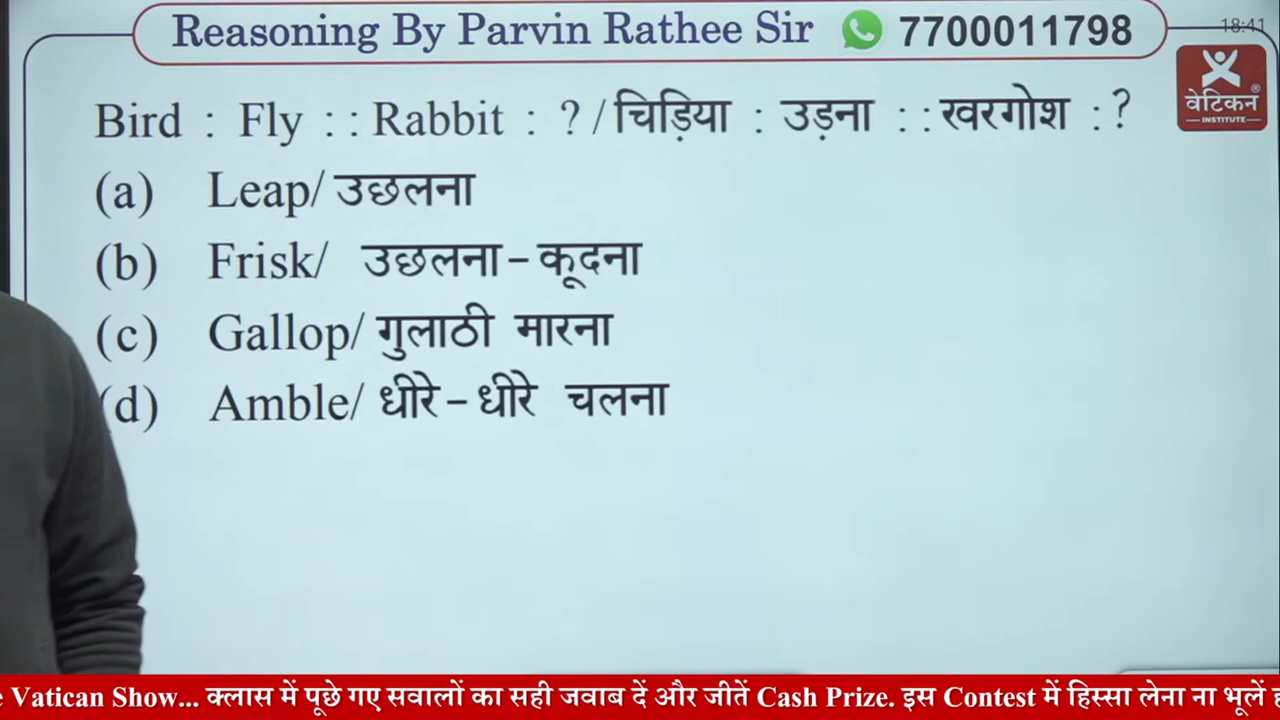 Reasoning By Parvin Rathee Sir 7700011798
18:41
वेटिकन
INSTITUTE
Bird : Fly : : Rabbit : ? / चिड़िया : उड़ना : : खरगोश : ?
(a) Leap/ उछलना
(b) Frisk/ उछलना-कूदना
(c) Gallop/ गुलाठी मारना
(d) Amble/ धीरे-धीरे चलना
Vatican Show... क्लास में पूछे गए सवालों का सही जवाब दें और जीतें Cash Prize. इस Contest में हिस्सा लेना ना भूलें